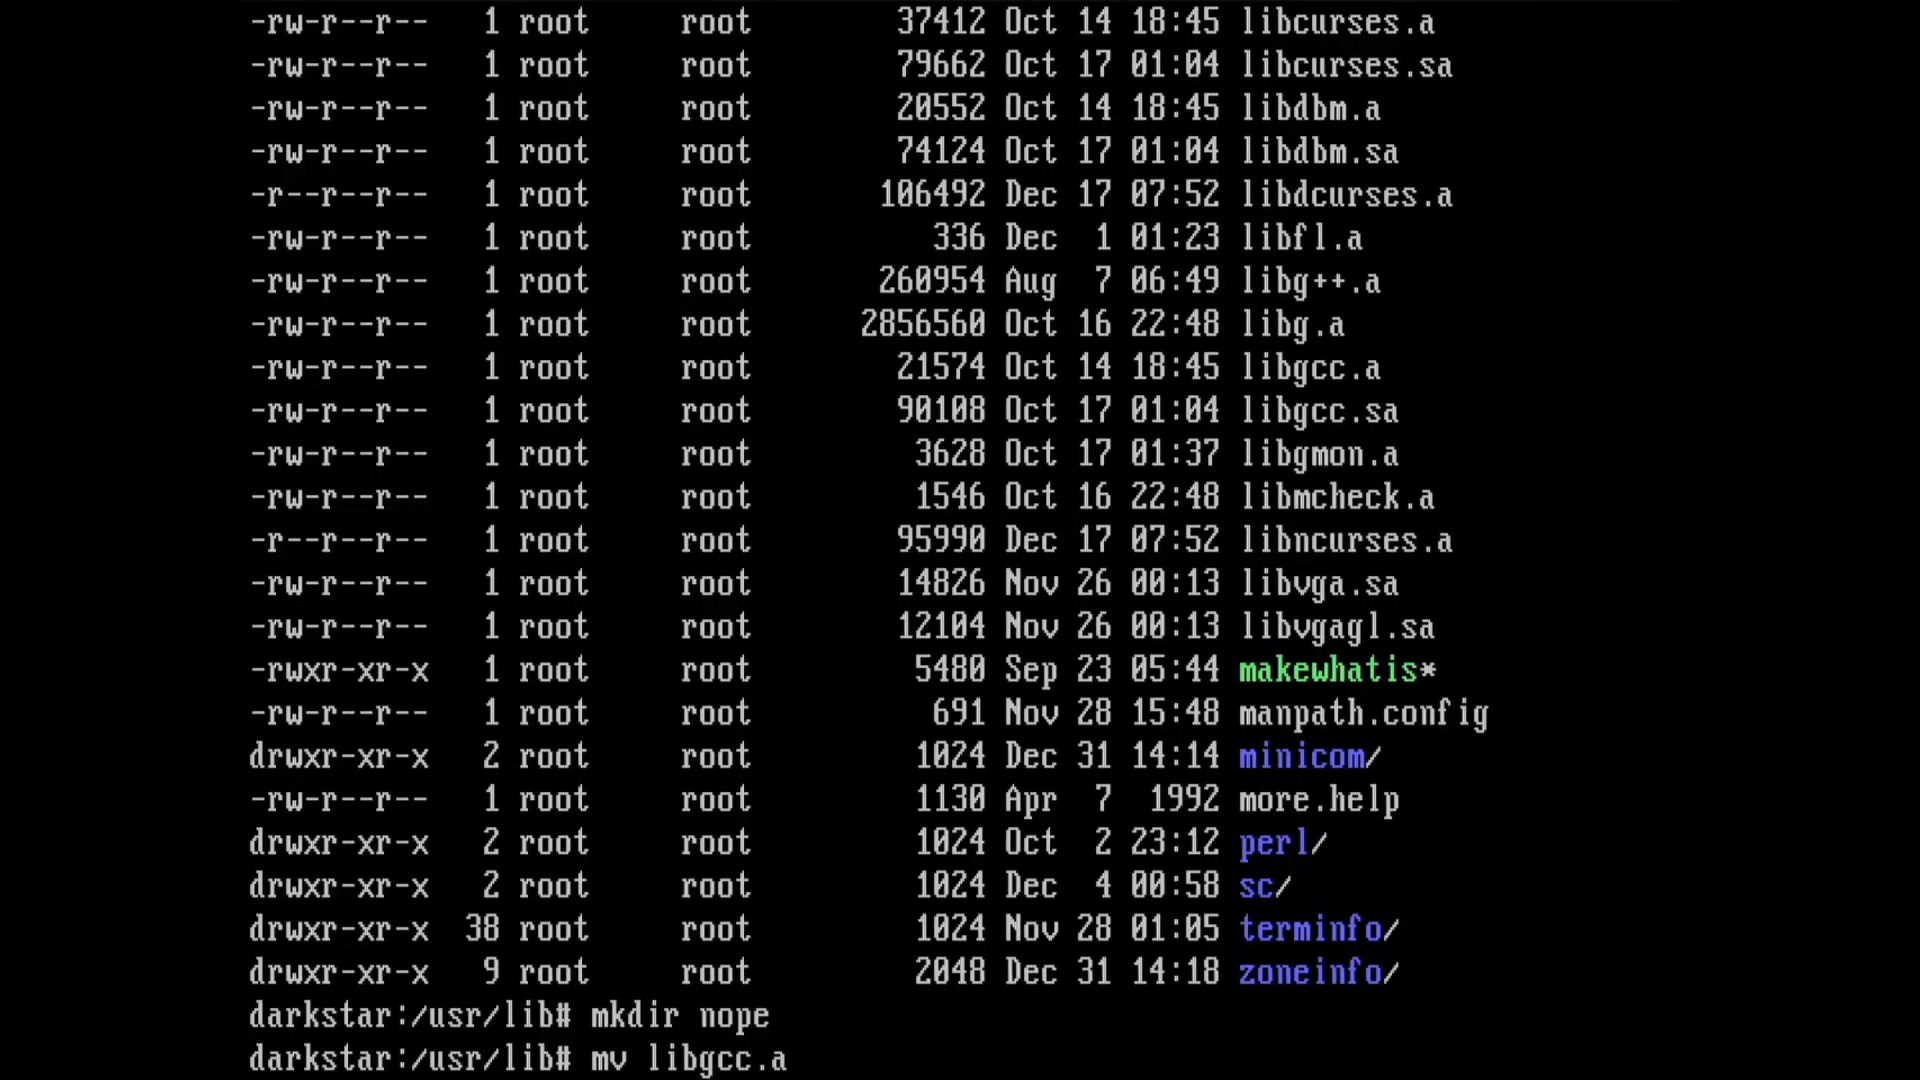 -rw-r--r--   1 root     root        37412 Oct 14 18:45 libcurses.a
-rw-r--r--   1 root     root        79662 Oct 17 01:04 libcurses.sa
-rw-r--r--   1 root     root        20552 Oct 14 18:45 libdbm.a
-rw-r--r--   1 root     root        74124 Oct 17 01:04 libdbm.sa
-r--r--r--   1 root     root       106492 Dec 17 07:52 libdcurses.a
-rw-r--r--   1 root     root          336 Dec  1 01:23 libfl.a
-rw-r--r--   1 root     root       260954 Aug  7 06:49 libg++.a
-rw-r--r--   1 root     root      2856560 Oct 16 22:48 libg.a
-rw-r--r--   1 root     root        21574 Oct 14 18:45 libgcc.a
-rw-r--r--   1 root     root        90108 Oct 17 01:04 libgcc.sa
-rw-r--r--   1 root     root         3628 Oct 17 01:37 libgmon.a
-rw-r--r--   1 root     root         1546 Oct 16 22:48 libmcheck.a
-r--r--r--   1 root     root        95990 Dec 17 07:52 libncurses.a
-rw-r--r--   1 root     root        14826 Nov 26 00:13 libvga.sa
-rw-r--r--   1 root     root        12104 Nov 26 00:13 libvgagl.sa
-rwxr-xr-x   1 root     root         5480 Sep 23 05:44 makewhatis*
-rw-r--r--   1 root     root          691 Nov 28 15:48 manpath.config
drwxr-xr-x   2 root     root         1024 Dec 31 14:14 minicom/
-rw-r--r--   1 root     root         1130 Apr  7  1992 more.help
drwxr-xr-x   2 root     root         1024 Oct  2 23:12 perl/
drwxr-xr-x   2 root     root         1024 Dec  4 00:58 sc/
drwxr-xr-x  38 root     root         1024 Nov 28 01:05 terminfo/
drwxr-xr-x   9 root     root         2048 Dec 31 14:18 zoneinfo/
darkstar:/usr/lib# mkdir nope
darkstar:/usr/lib# mv libgcc.a